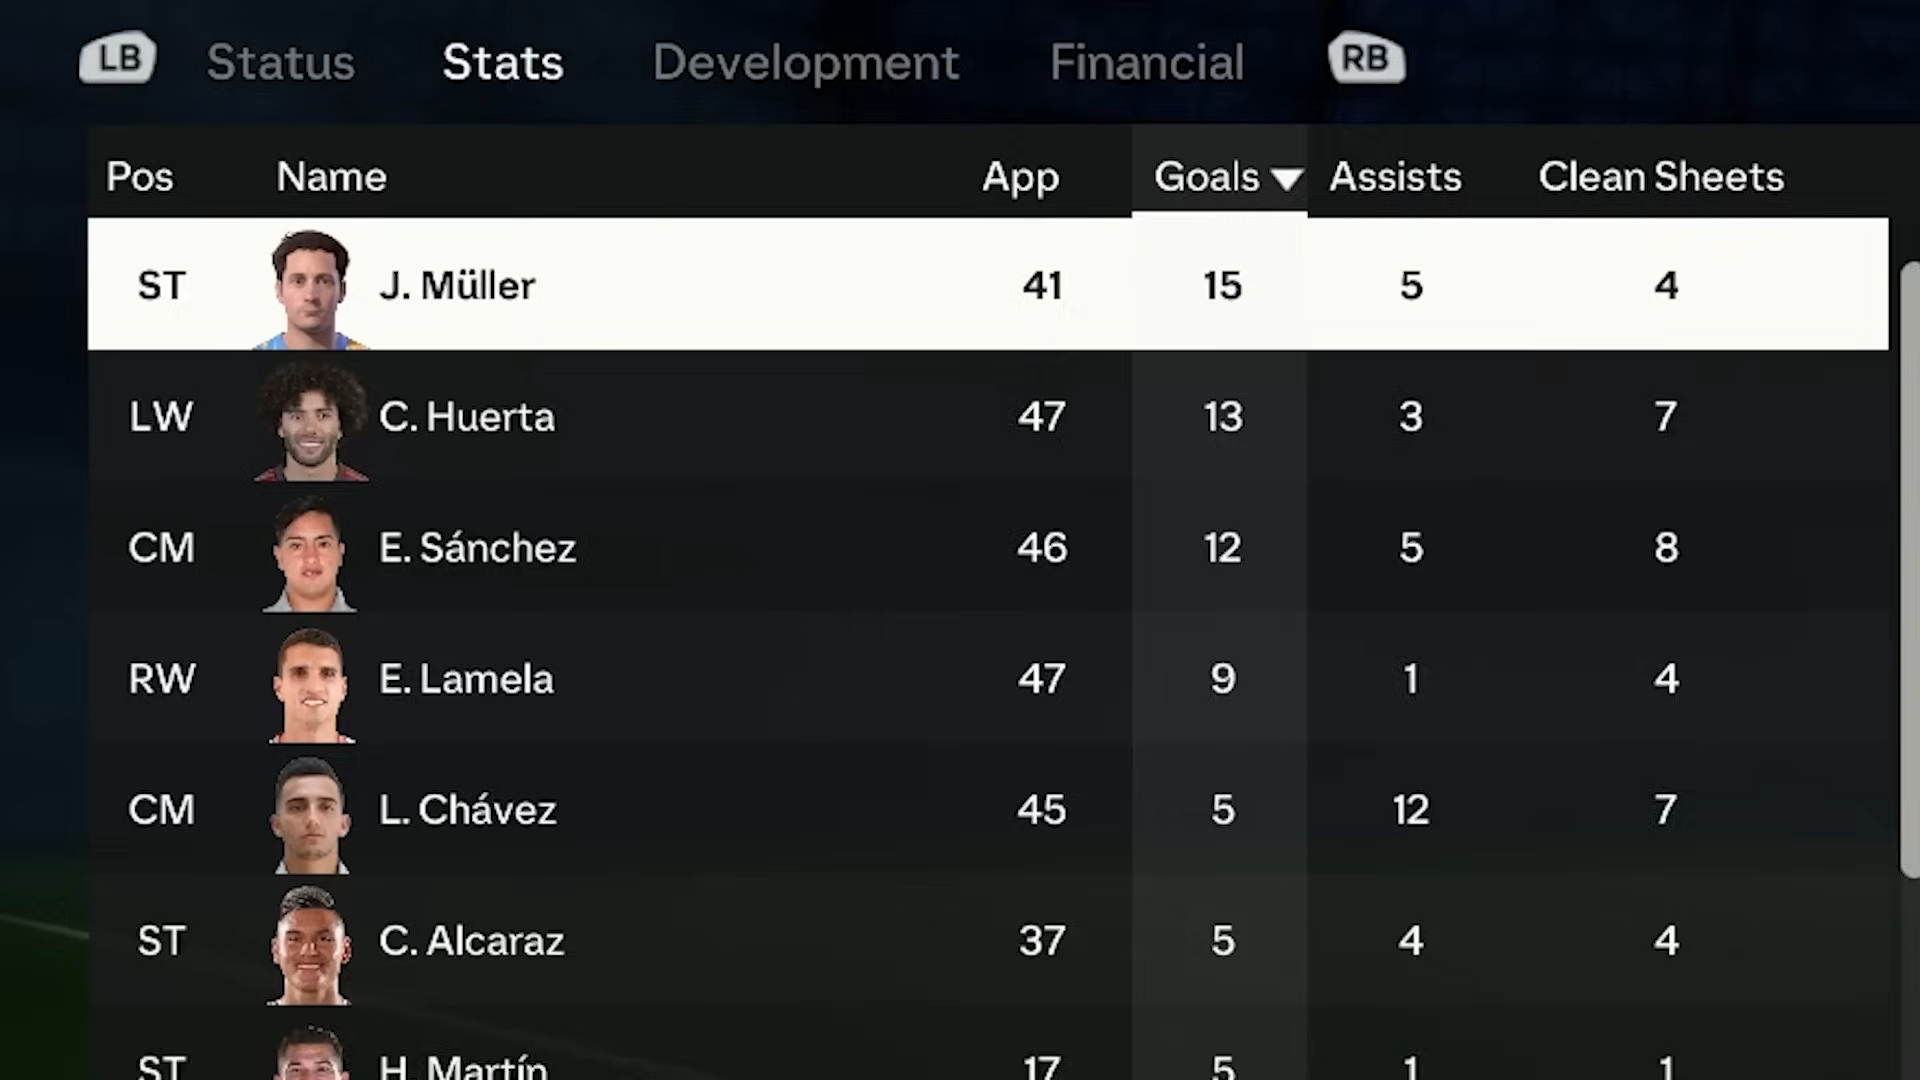 LB Status Stats Development Financial RB
Pos Name App Goals Assists Clean Sheets
ST J. Müller 41 15 5 4
LW C. Huerta 47 13 3 7
CM E. Sánchez 46 12 5 8
RW E. Lamela 47 9 1 4
CM L. Chávez 45 5 12 7
ST C. Alcaraz 37 5 4 4
ST H. Martín 17 5 1 1